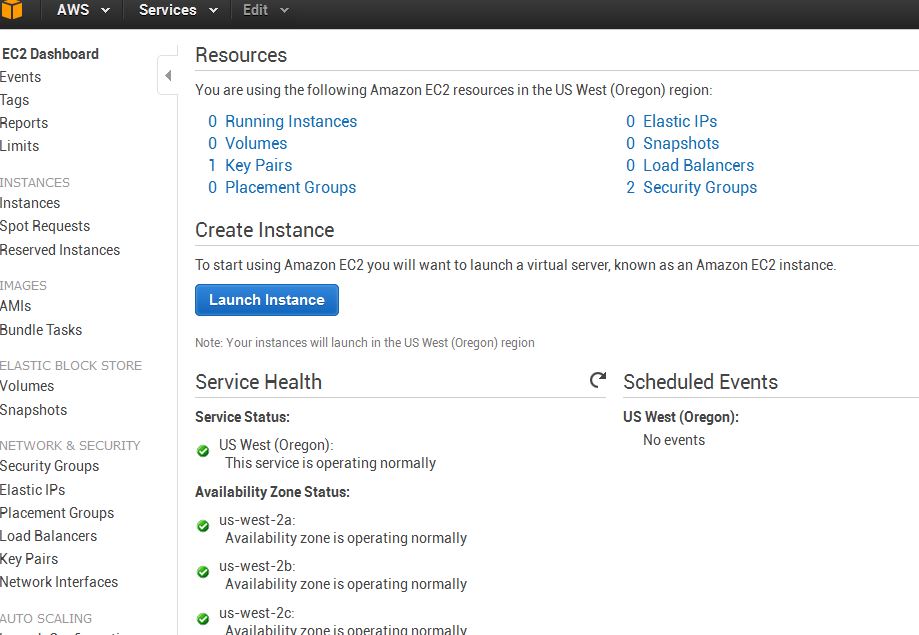 AWS Services Edit
EC2 Dashboard
Events
Tags
Reports
Limits
INSTANCES
Instances
Spot Requests
Reserved Instances
IMAGES
AMIs
Bundle Tasks
ELASTIC BLOCK STORE
Volumes
Snapshots
NETWORK & SECURITY
Security Groups
Elastic IPs
Placement Groups
Load Balancers
Key Pairs
Network Interfaces
AUTO SCALING
Resources
You are using the following Amazon EC2 resources in the US West (Oregon) region:
0 Running Instances
0 Volumes
1 Key Pairs
0 Placement Groups
0 Elastic IPs
0 Snapshots
0 Load Balancers
2 Security Groups
Create Instance
To start using Amazon EC2 you will want to launch a virtual server, known as an Amazon EC2 instance.
Launch Instance
Note: Your instances will launch in the US West (Oregon) region
Service Health
Service Status:
US West (Oregon):
This service is operating normally
Availability Zone Status:
us-west-2a:
Availability zone is operating normally
us-west-2b:
Availability zone is operating normally
us-west-2c:
Availability zone is operating normally
Scheduled Events
US West (Oregon):
No events